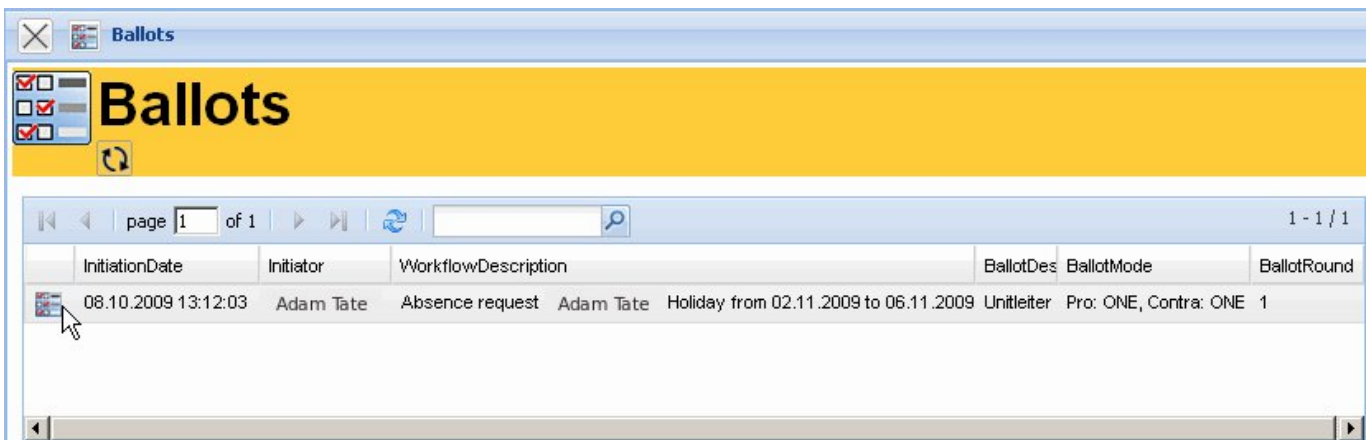 Ballots
Ballots
page 1 of 1 1 - 1 / 1
InitiationDate Initiator WorkflowDescription BallotDes BallotMode BallotRound
08.10.2009 13:12:03 Adam Tate Absence request Adam Tate Holiday from 02.11.2009 to 06.11.2009 Unitleiter Pro: ONE, Contra: ONE 1